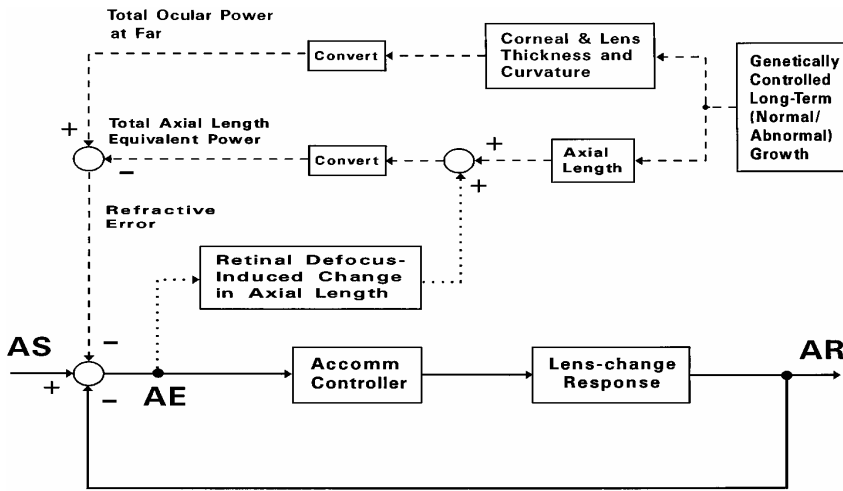 Total Ocular Power
at Far
Convert
Corneal & Lens
Thickness and
Curvature
Genetically
Controlled
Long-Term
(Normal/
Abnormal)
Growth
+
Total Axial Length
Equivalent Power
−
Convert
+
+
Axial
Length
Refractive
Error
Retinal Defocus-
Induced Change
in Axial Length
AS
+
−
−
AE
Accomm
Controller
Lens-change
Response
AR